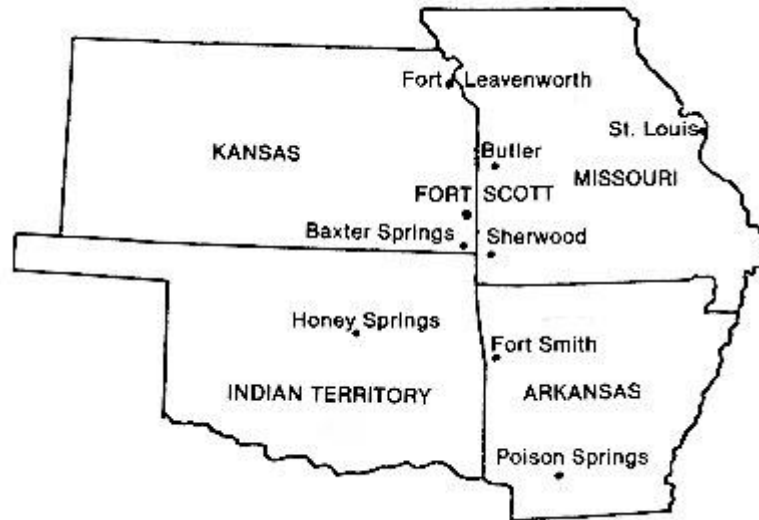 Fort Leavenworth
St. Louis
KANSAS
Butler
MISSOURI
FORT SCOTT
Baxter Springs
Sherwood
Honey Springs
Fort Smith
INDIAN TERRITORY
ARKANSAS
Poison Springs